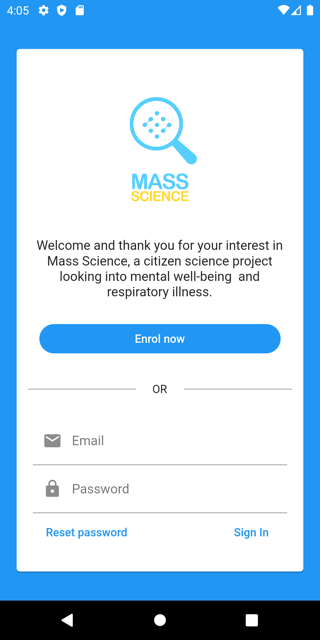 4:05
MASS
SCIENCE
Welcome and thank you for your interest in
Mass Science, a citizen science project
looking into mental well-being  and
respiratory illness.
Enrol now
OR
Email
Password
Reset password
Sign In